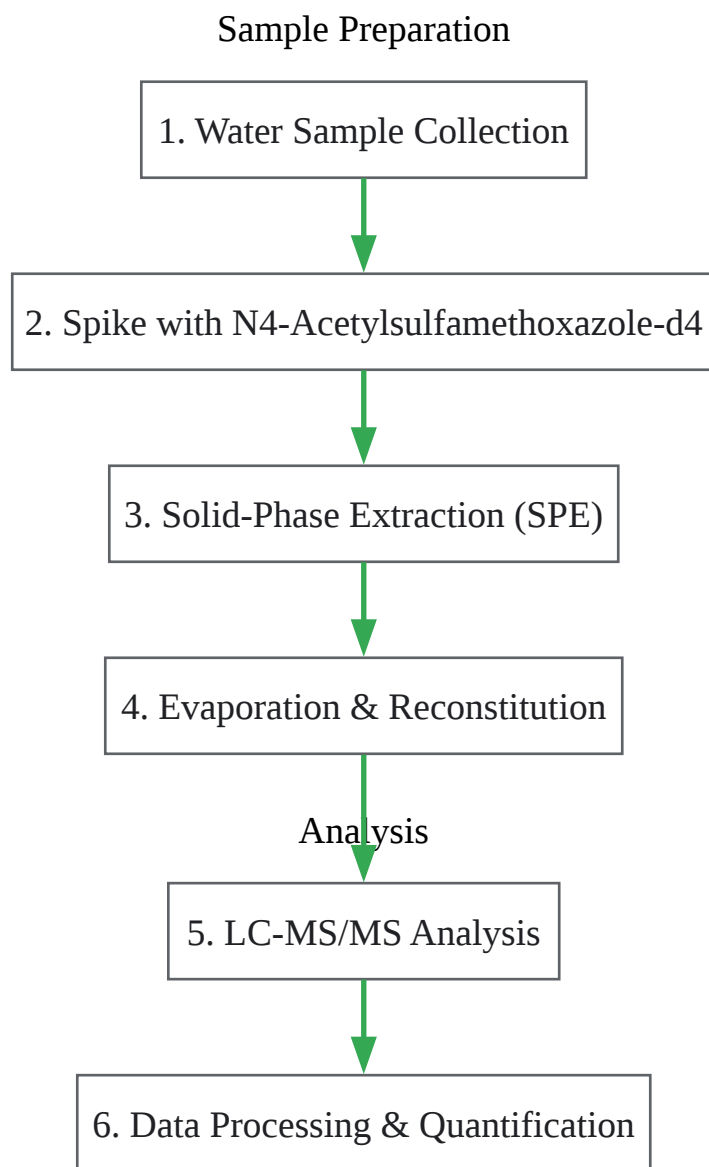 Sample Preparation
1. Water Sample Collection
2. Spike with N4-Acetylsulfamethoxazole-d4
3. Solid-Phase Extraction (SPE)
4. Evaporation & Reconstitution
Analysis
5. LC-MS/MS Analysis
6. Data Processing & Quantification